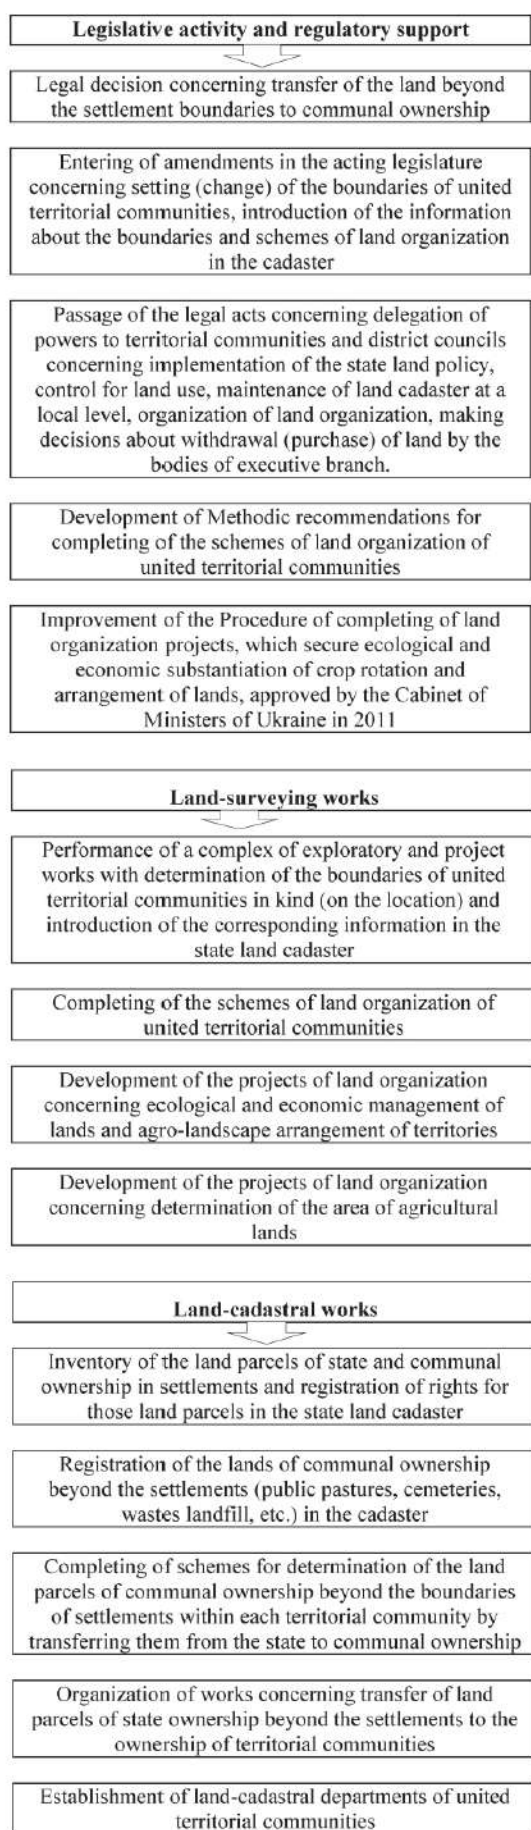 Legislative activity and regulatory support
Legal decision concerning transfer of the land beyond
the settlement boundaries to communal ownership
Entering of amendments in the acting legislature
concerning setting (change) of the boundaries of united
territorial communities, introduction of the information
about the boundaries and schemes of land organization
in the cadaster
Passage of the legal acts concerning delegation of
powers to territorial communities and district councils
concerning implementation of the state land policy,
control for land use, maintenance of land cadaster at a
local level, organization of land organization, making
decisions about withdrawal (purchase) of land by the
bodies of executive branch.
Development of Methodic recommendations for
completing of the schemes of land organization of
united territorial communities
Improvement of the Procedure of completing of land
organization projects, which secure ecological and
economic substantiation of crop rotation and
arrangement of lands, approved by the Cabinet of
Ministers of Ukraine in 2011
Land-surveying works
Performance of a complex of exploratory and project
works with determination of the boundaries of united
territorial communities in kind (on the location) and
introduction of the corresponding information in the
state land cadaster
Completing of the schemes of land organization of
united territorial communities
Development of the projects of land organization
concerning ecological and economic management of
lands and agro-landscape arrangement of territories
Development of the projects of land organization
concerning determination of the area of agricultural
lands
Land-cadastral works
Inventory of the land parcels of state and communal
ownership in settlements and registration of rights for
those land parcels in the state land cadaster
Registration of the lands of communal ownership
beyond the settlements (public pastures, cemeteries,
wastes landfill, etc.) in the cadaster
Completing of schemes for determination of the land
parcels of communal ownership beyond the boundaries
of settlements within each territorial community by
transferring them from the state to communal ownership
Organization of works concerning transfer of land
parcels of state ownership beyond the settlements to the
ownership of territorial communities
Establishment of land-cadastral departments of united
territorial communities